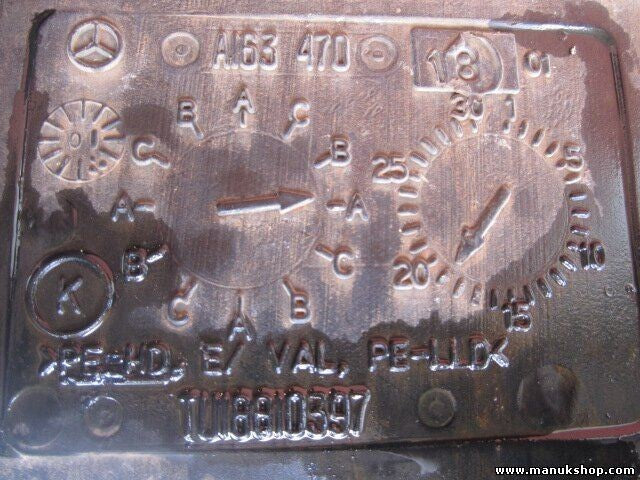 A163 470
18 01
30 1
B A C
01 C B 25 5
A A
B C 20 10
K C B 15
A
>PE-HD, E/ VAL, PE-LLD<
www.manukshop.com